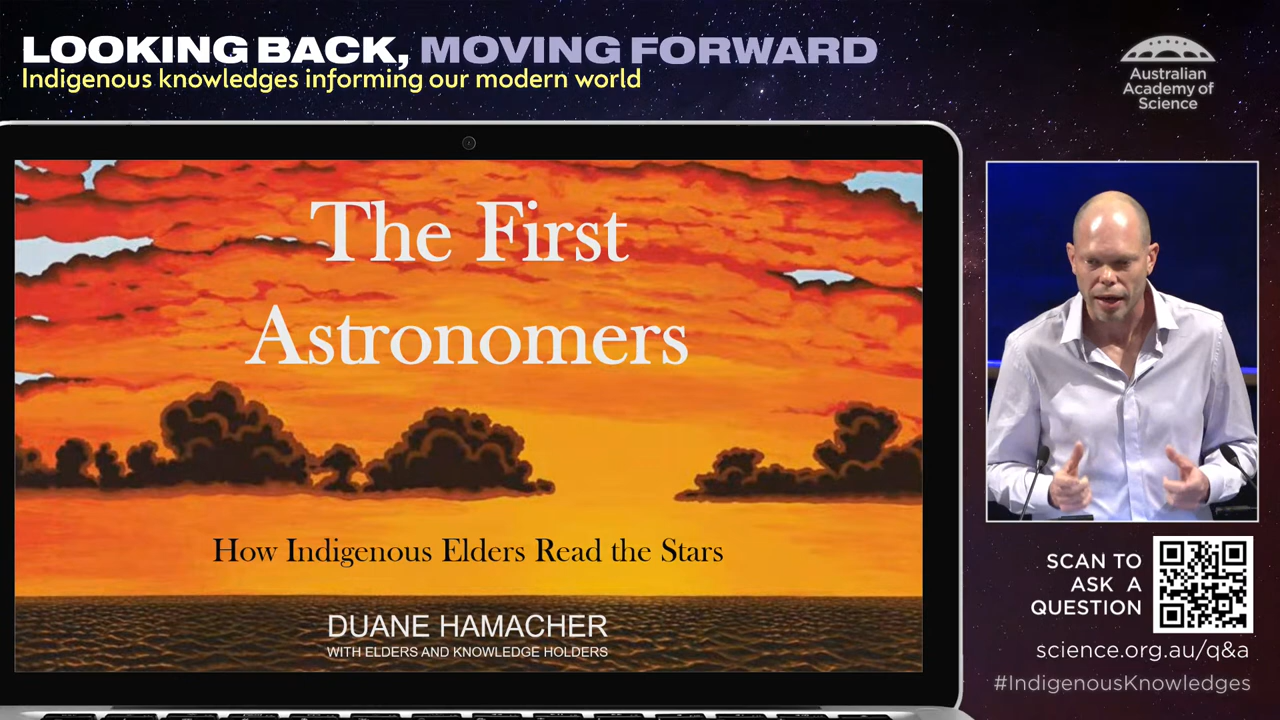 LOOKING BACK, MOVING FORWARD
Indigenous knowledges informing our modern world
Australian
Academy of
Science
The First
Astronomers
How Indigenous Elders Read the Stars
DUANE HAMACHER
WITH ELDERS AND KNOWLEDGE HOLDERS
SCAN TO
ASK A
QUESTION
science.org.au/q&a
#IndigenousKnowledges